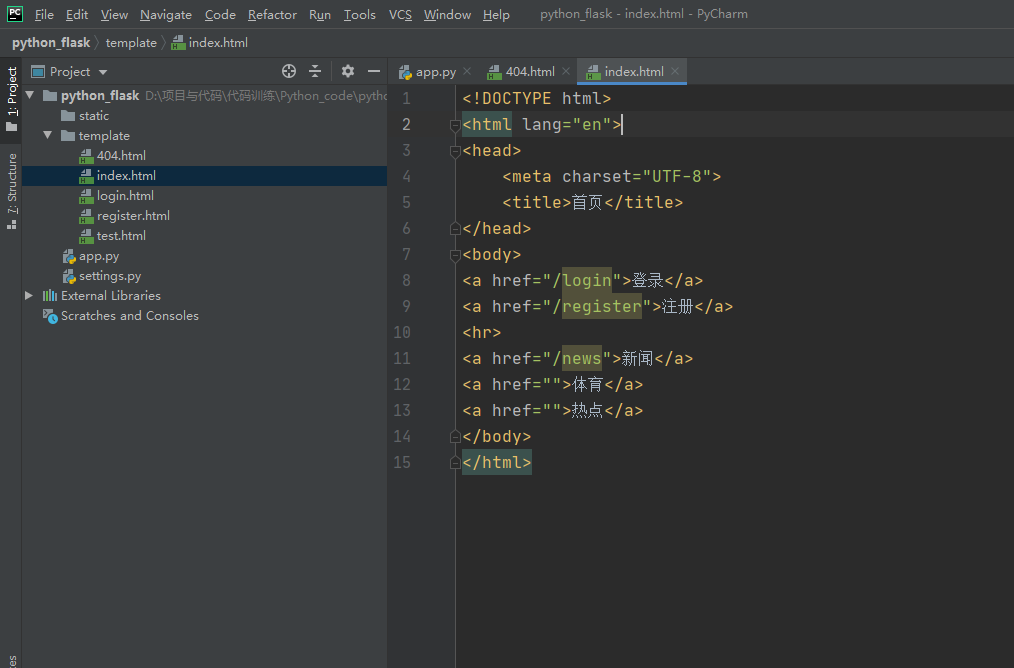 PC File Edit View Navigate Code Refactor Run Tools VCS Window Help python_flask - index.html - PyCharm
python_flask template index.html
Project
app.py 404.html index.html
1: Project
7: Structure
python_flask D:\项目与代码\代码训练\Python_code\pytho
static
template
404.html
index.html
login.html
register.html
test.html
app.py
settings.py
External Libraries
Scratches and Consoles
1 <!DOCTYPE html>
2 <html lang="en">
3 <head>
4 <meta charset="UTF-8">
5 <title>首页</title>
6 </head>
7 <body>
8 <a href="/login">登录</a>
9 <a href="/register">注册</a>
10 <hr>
11 <a href="/news">新闻</a>
12 <a href="">体育</a>
13 <a href="">热点</a>
14 </body>
15 </html>